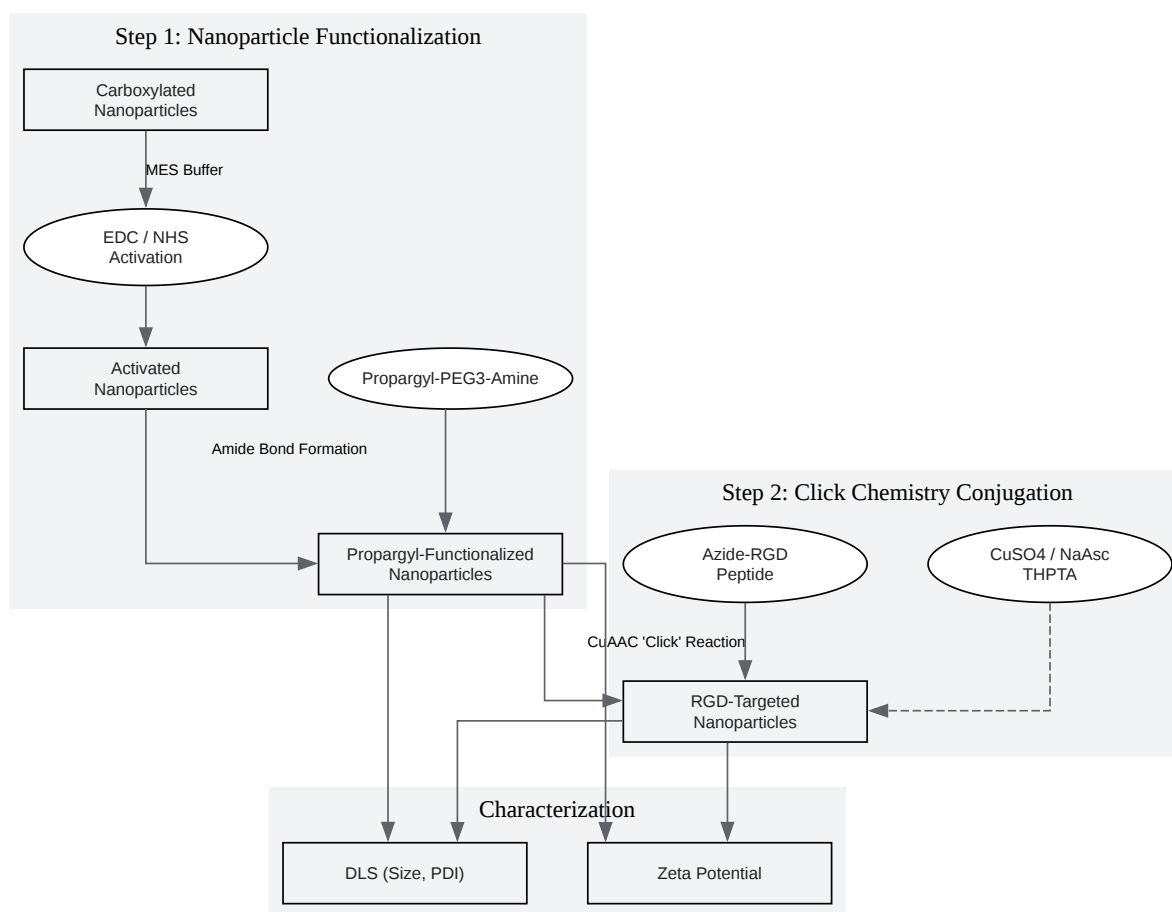 Step 1: Nanoparticle Functionalization
Carboxylated
Nanoparticles
MES Buffer
EDC / NHS
Activation
Activated
Nanoparticles
Propargyl-PEG3-Amine
Amide Bond Formation
Propargyl-Functionalized
Nanoparticles
Step 2: Click Chemistry Conjugation
Azide-RGD
Peptide
CuSO4 / NaAsc
THPTA
CuAAC 'Click' Reaction
RGD-Targeted
Nanoparticles
Characterization
DLS (Size, PDI)
Zeta Potential